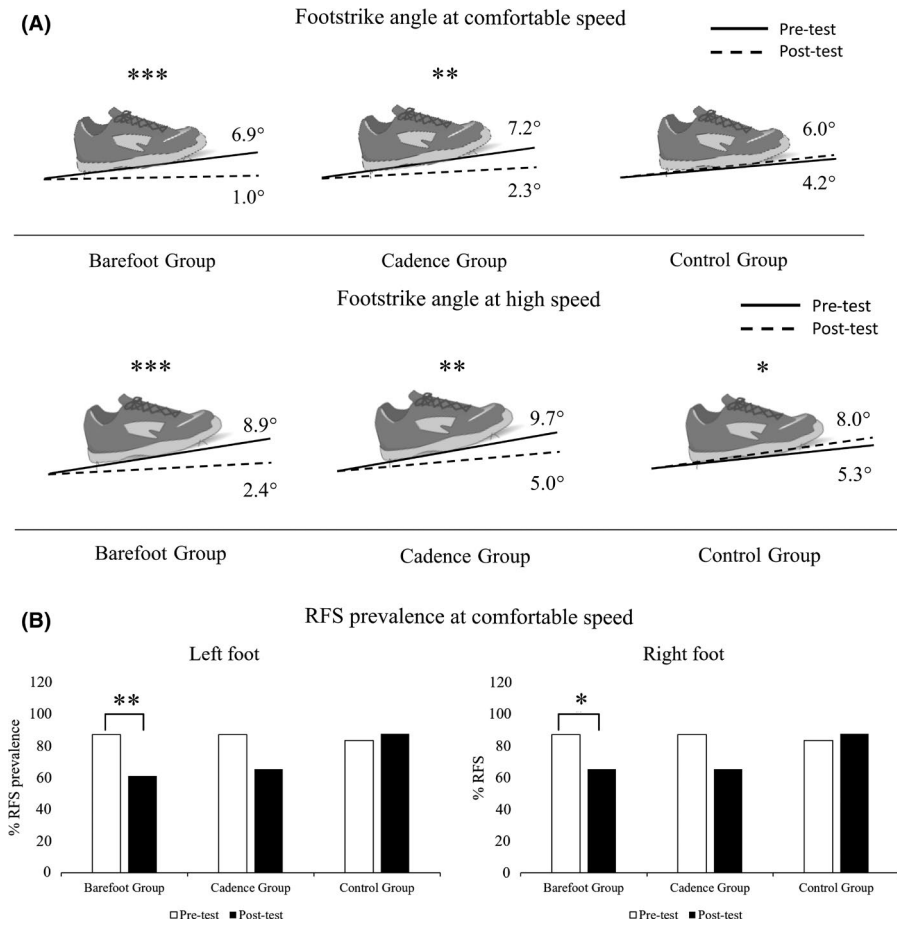 (A)
Footstrike angle at comfortable speed
Pre-test
Post-test
*** **
6.9° 7.2° 6.0°
1.0° 2.3° 4.2°
Barefoot Group Cadence Group Control Group
Footstrike angle at high speed
Pre-test
Post-test
*** ** *
8.9° 9.7° 8.0°
2.4° 5.0° 5.3°
Barefoot Group Cadence Group Control Group
(B)
RFS prevalence at comfortable speed
Left foot
% RFS prevalence
120
100
80
60
40
20
0
**
Barefoot Group Cadence Group Control Group
Pre-test Post-test
Right foot
% RFS
120
100
80
60
40
20
0
*
Barefoot Group Cadence Group Control Group
Pre-test Post-test